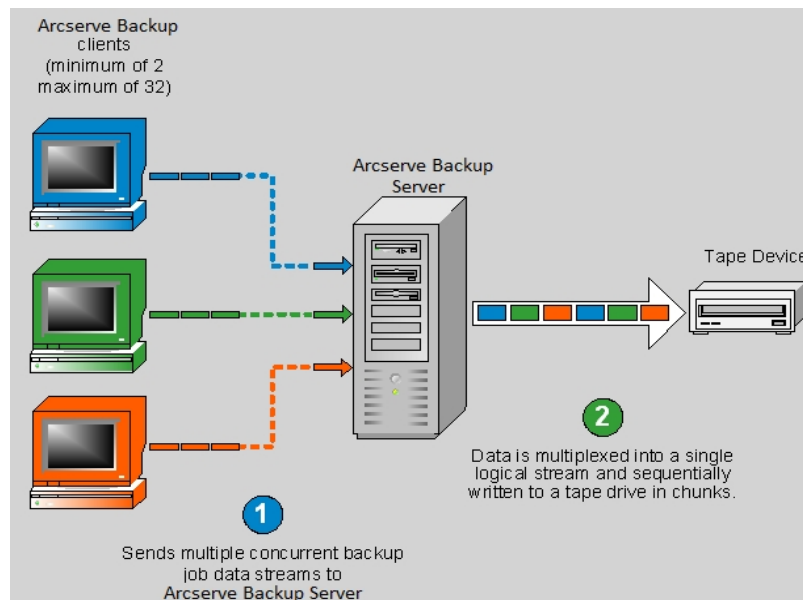 Arcserve Backup
clients
(minimum of 2
maximum of 32)
Arcserve Backup
Server
Tape Device
2
Data is multiplexed into a single
logical stream and sequentially
written to a tape drive in chunks.
1
Sends multiple concurrent backup
job data streams to
Arcserve Backup Server